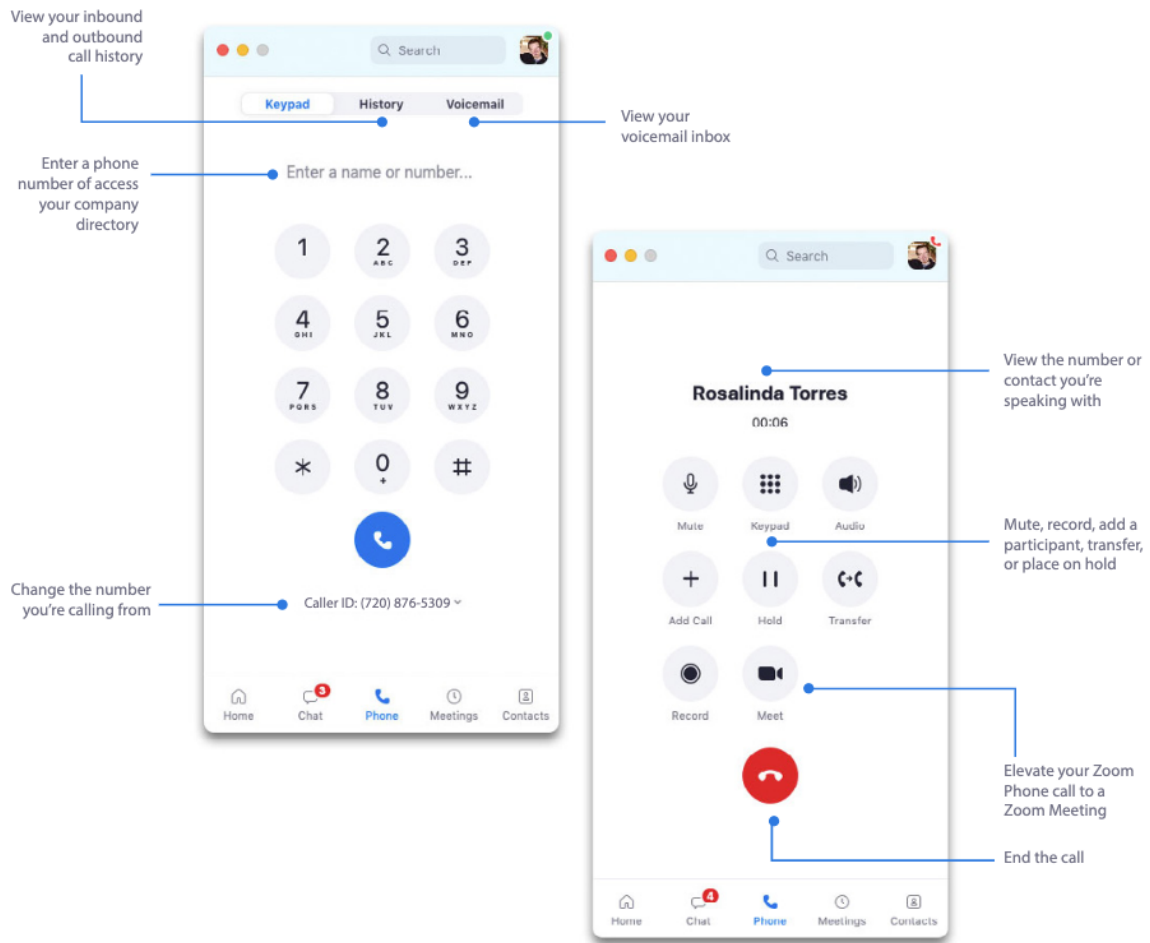 View your inbound
and outbound
call history
Search
Keypad History Voicemail
View your
voicemail inbox
Enter a phone
number of access
your company
directory
Enter a name or number...
1 2 3
ABC DEF
4 5 6
GHI JKL MNO
7 8 9
PQRS TUV WXYZ
* 0 #
+
Change the number
you're calling from
Caller ID: (720) 876-5309
3
Home Chat Phone Meetings Contacts
Search
View the number or
contact you're
speaking with
Rosalinda Torres
00:06
Mute Keypad Audio
Mute, record, add a
participant, transfer,
or place on hold
Add Call Hold Transfer
Record Meet
Elevate your Zoom
Phone call to a
Zoom Meeting
End the call
4
Home Chat Phone Meetings Contacts